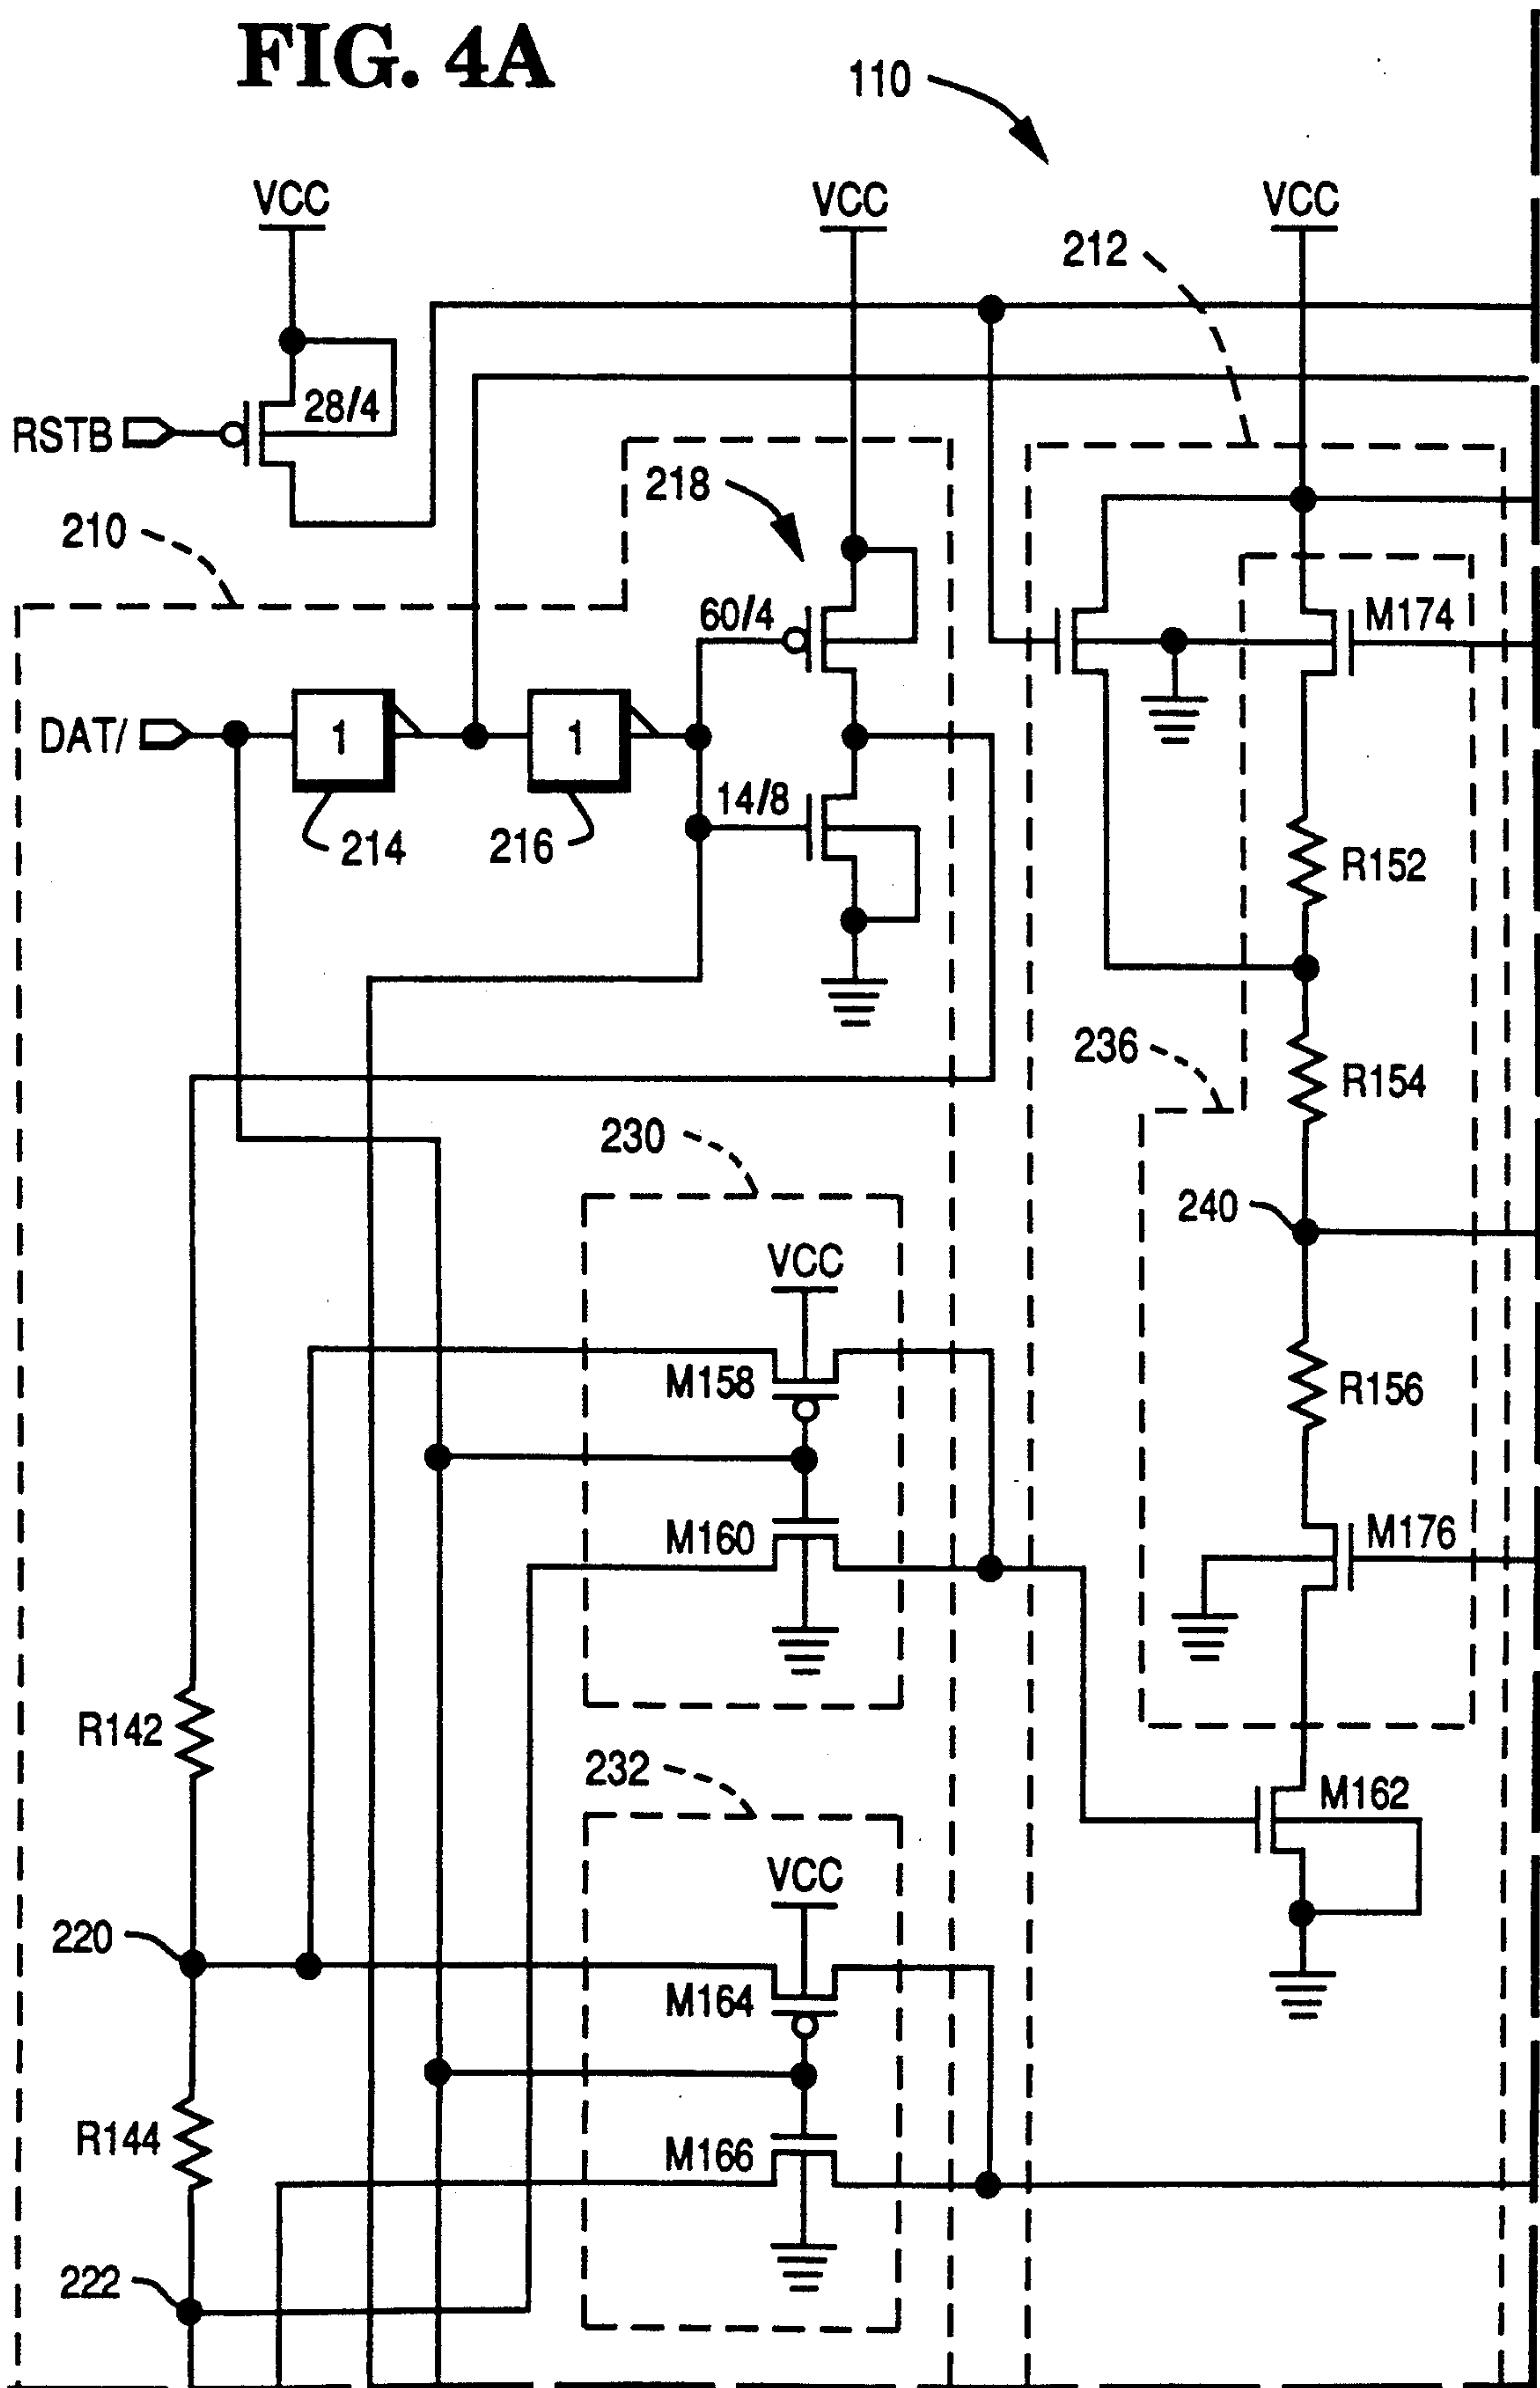 FIG. 4A
110
VCC
VCC
VCC
212
28/4
RSTB
218
210
60/4
M174
DAT/
1
1
14/8
214
216
R152
236
R154
230
240
VCC
M158
R156
M160
M176
R142
232
M162
VCC
220
M164
R144
M166
222